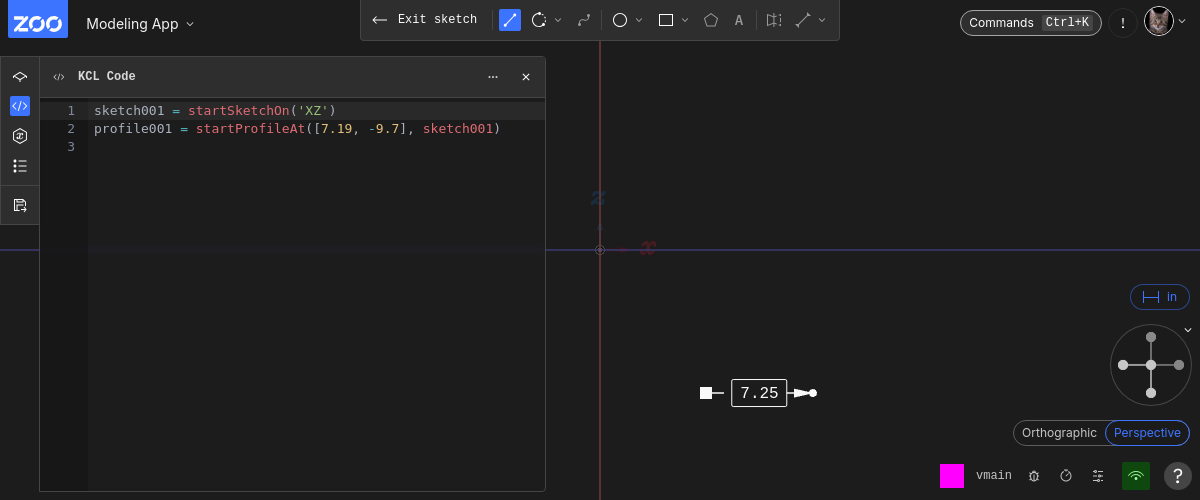 ZOO
Modeling App
Exit sketch
A
Commands Ctrl+K
!
KCL Code
1 sketch001 = startSketchOn('XZ')
2 profile001 = startProfileAt([7.19, -9.7], sketch001)
3
z
x
in
7.25
Orthographic Perspective
vmain
?